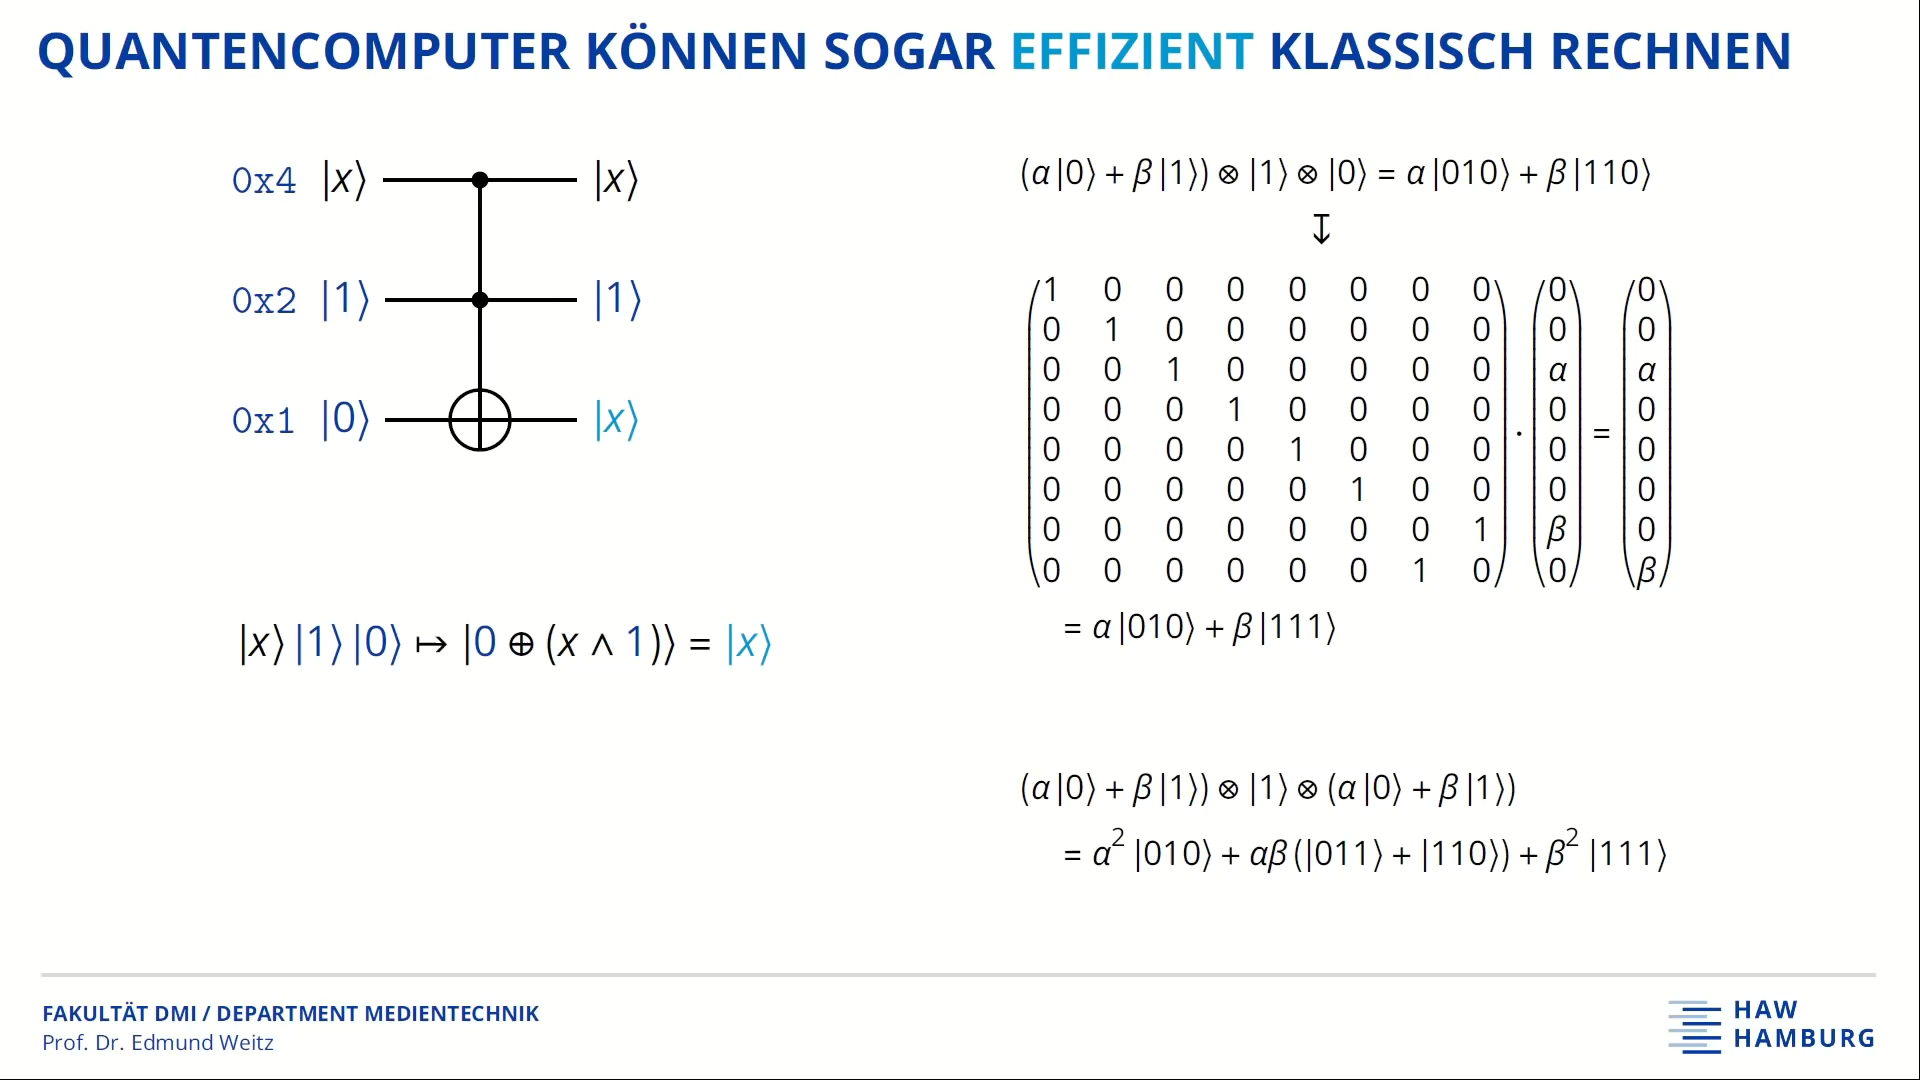 QUANTENCOMPUTER KÖNNEN SOGAR EFFIZIENT KLASSISCH RECHNEN
0x4 |x⟩ |x⟩
0x2 |1⟩ |1⟩
0x1 |0⟩ |x⟩
|x⟩|1⟩|0⟩ ↦ |0 ⊕ (x ∧ 1)⟩ = |x⟩
(α|0⟩ + β|1⟩) ⊗ |1⟩ ⊗ |0⟩ = α|010⟩ + β|110⟩
↧
1 0 0 0 0 0 0 0 0 0
0 1 0 0 0 0 0 0 0 0
0 0 1 0 0 0 0 0 α α
0 0 0 1 0 0 0 0 0 0
0 0 0 0 1 0 0 0 · 0 = 0
0 0 0 0 0 1 0 0 0 0
0 0 0 0 0 0 0 1 β 0
0 0 0 0 0 0 1 0 0 β
= α|010⟩ + β|111⟩
(α|0⟩ + β|1⟩) ⊗ |1⟩ ⊗ (α|0⟩ + β|1⟩)
= α² |010⟩ + αβ(|011⟩ + |110⟩) + β² |111⟩
FAKULTÄT DMI / DEPARTMENT MEDIENTECHNIK
Prof. Dr. Edmund Weitz
HAW
HAMBURG